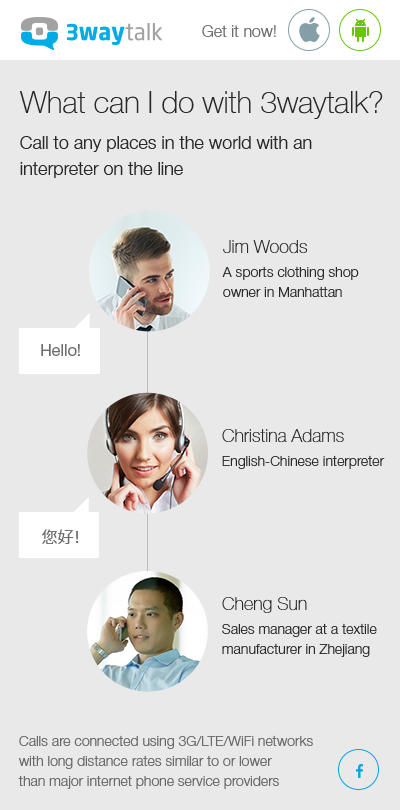 3waytalk
Get it now!
What can I do with 3waytalk?
Call to any places in the world with an
interpreter on the line
Jim Woods
A sports clothing shop
owner in Manhattan
Hello!
Christina Adams
English-Chinese interpreter
您好!
Cheng Sun
Sales manager at a textile
manufacturer in Zhejiang
Calls are connected using 3G/LTE/WiFi networks
with long distance rates similar to or lower
than major internet phone service providers